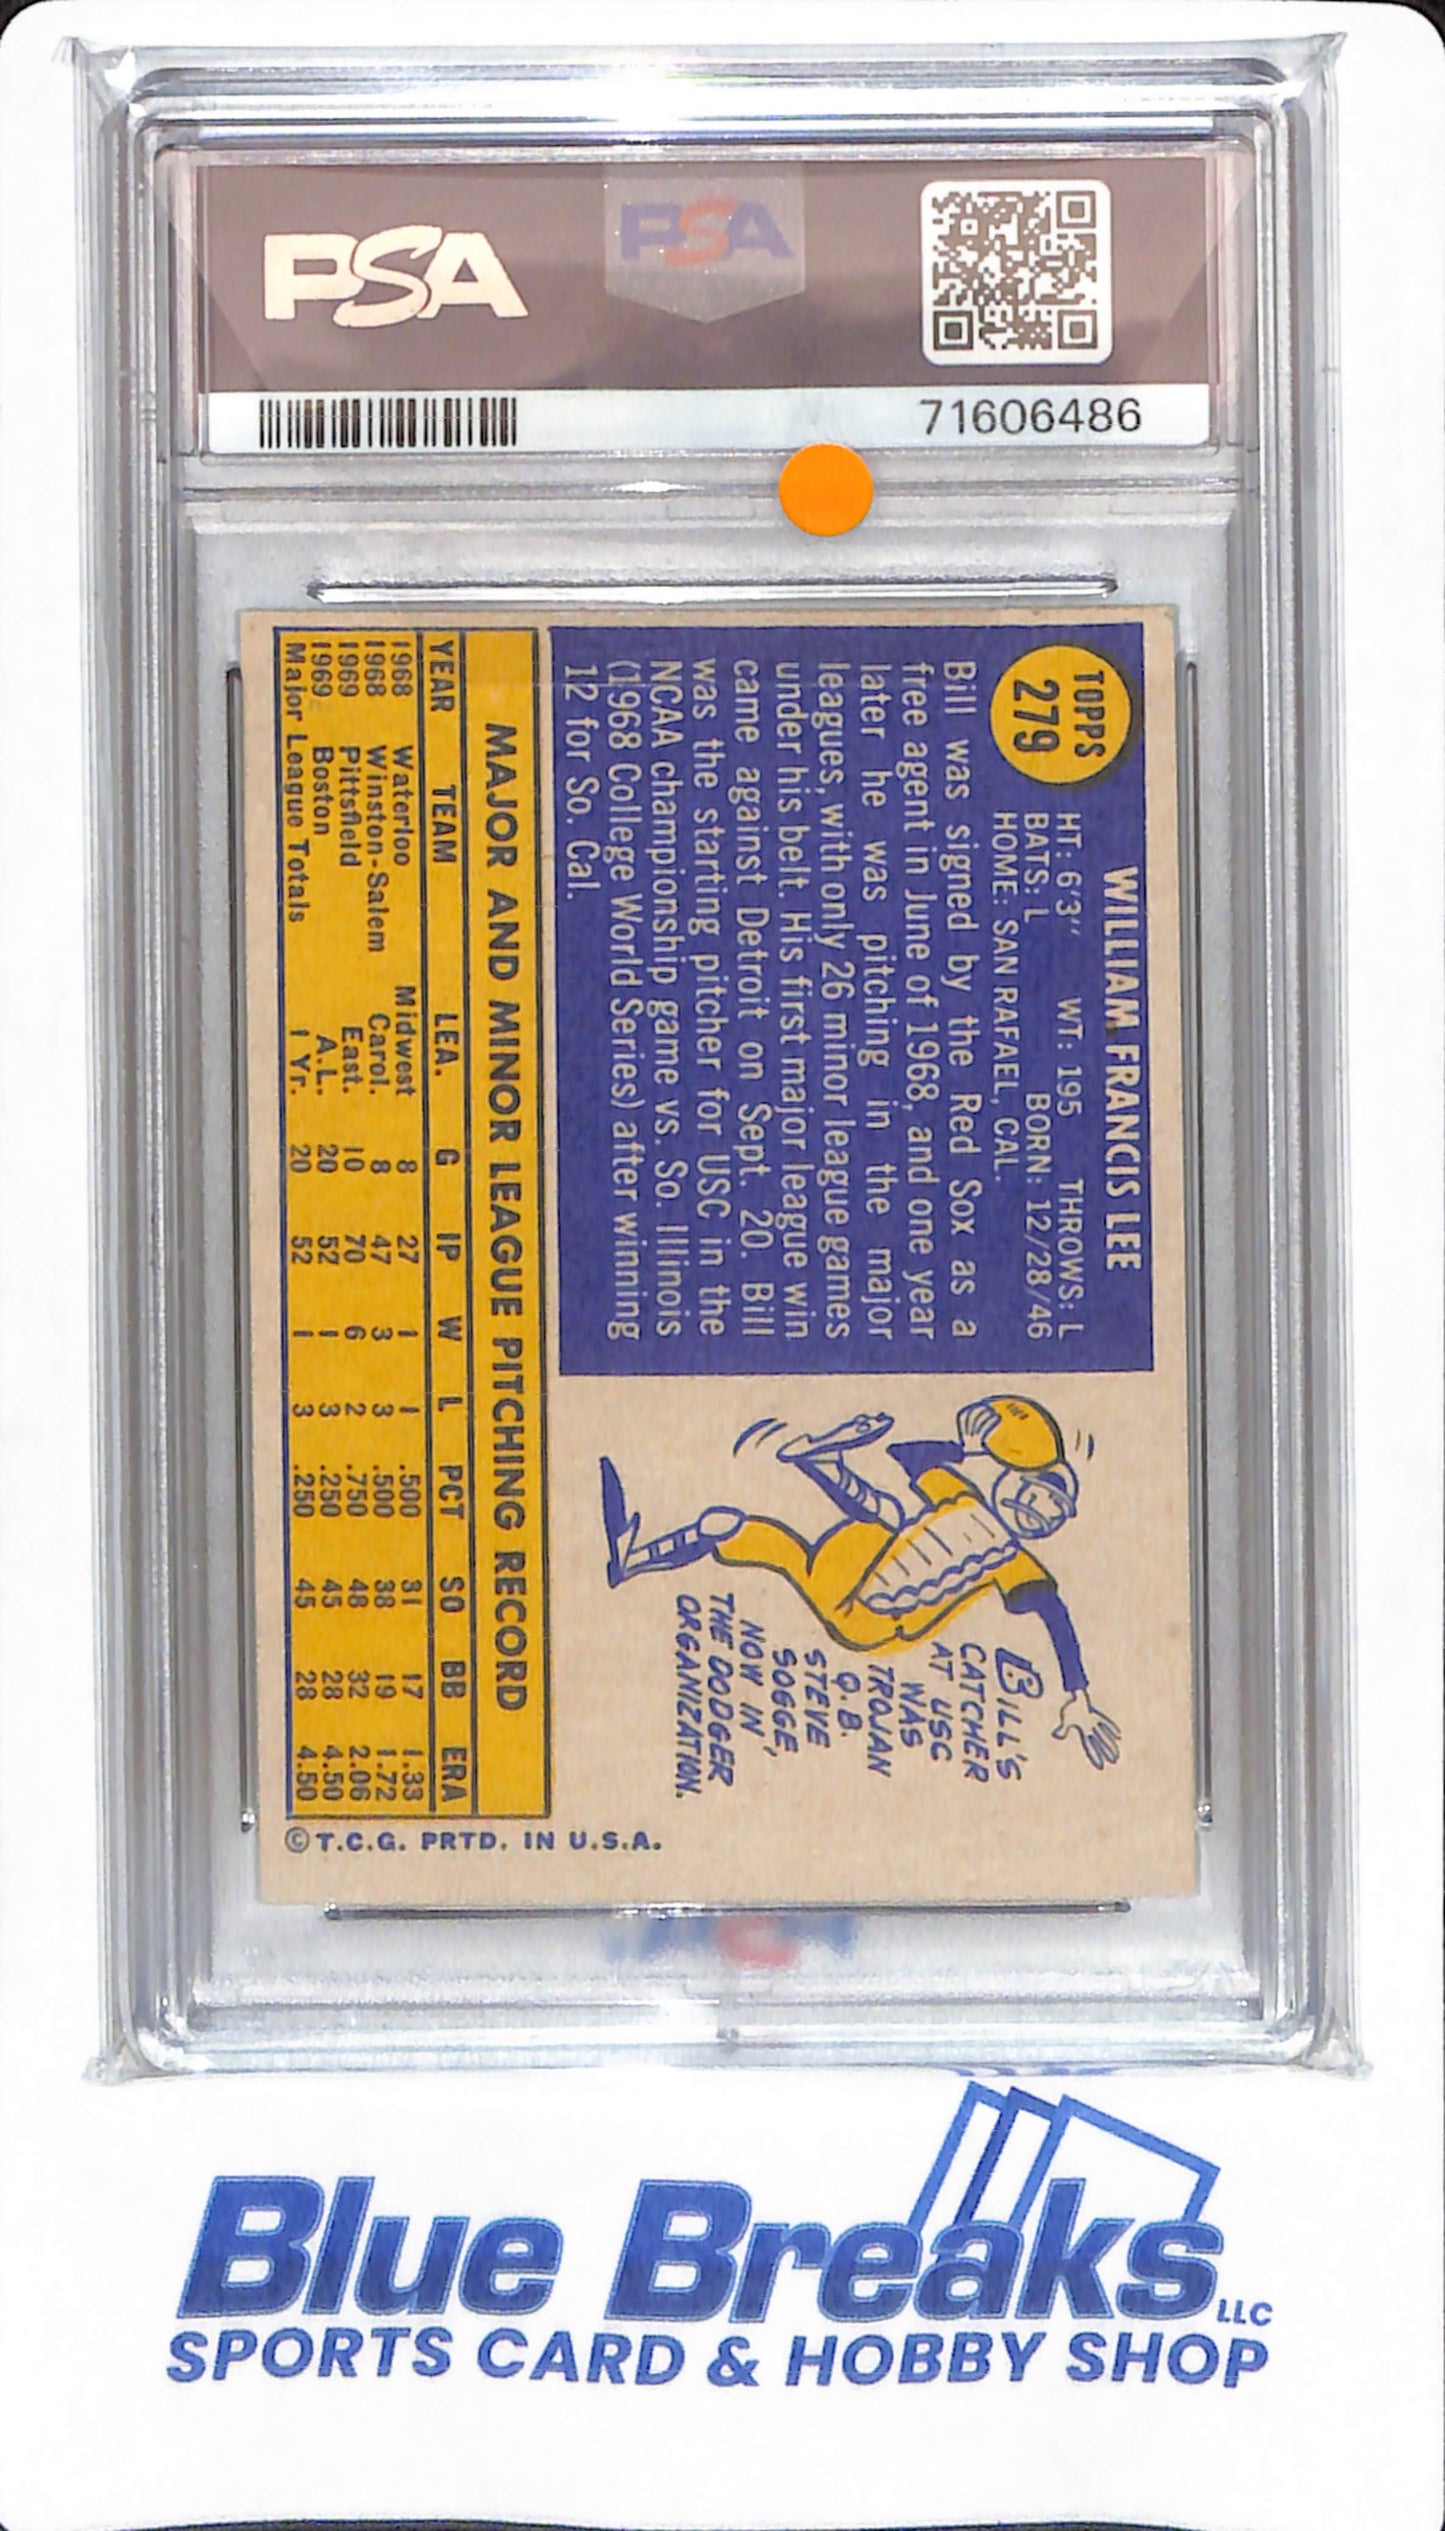 PSA
PSA
71606486
TOPPS
279
WILLIAM FRANCIS LEE
HT: 6'3" WT: 195 THROWS: L
BATS: L BORN: 12/28/46
HOME: SAN RAFAEL, CAL.
Bill was signed by the Red Sox as a
free agent in June of 1968, and one year
later he was pitching in the major
leagues, with only 26 minor league games
under his belt. His first major league win
came against Detroit on Sept. 20. Bill
was the starting pitcher for USC in the
NCAA championship game vs. So. Illinois
(1968 College World Series) after winning
12 for So. Cal.
BILL'S
CATCHER
AT USC
WAS
TROJAN
Q.B.
STEVE
SOGGE,
NOW IN
THE DODGER
ORGANIZATION.
MAJOR AND MINOR LEAGUE PITCHING RECORD
YEAR TEAM LEA. G IP W L PCT SO BB ERA
1968 Waterloo Midwest 8 27 1 1 .500 31 17 1.33
1968 Winston-Salem Carol. 8 47 3 3 .500 38 19 1.72
1969 Pittsfield East. 10 70 6 2 .750 48 32 2.06
1969 Boston A.L. 20 52 1 3 .250 45 28 4.50
Major League Totals 1 Yr. 20 52 1 3 .250 45 28 4.50
©T.C.G. PRTD. IN U.S.A.
Blue Breaks LLC
SPORTS CARD & HOBBY SHOP